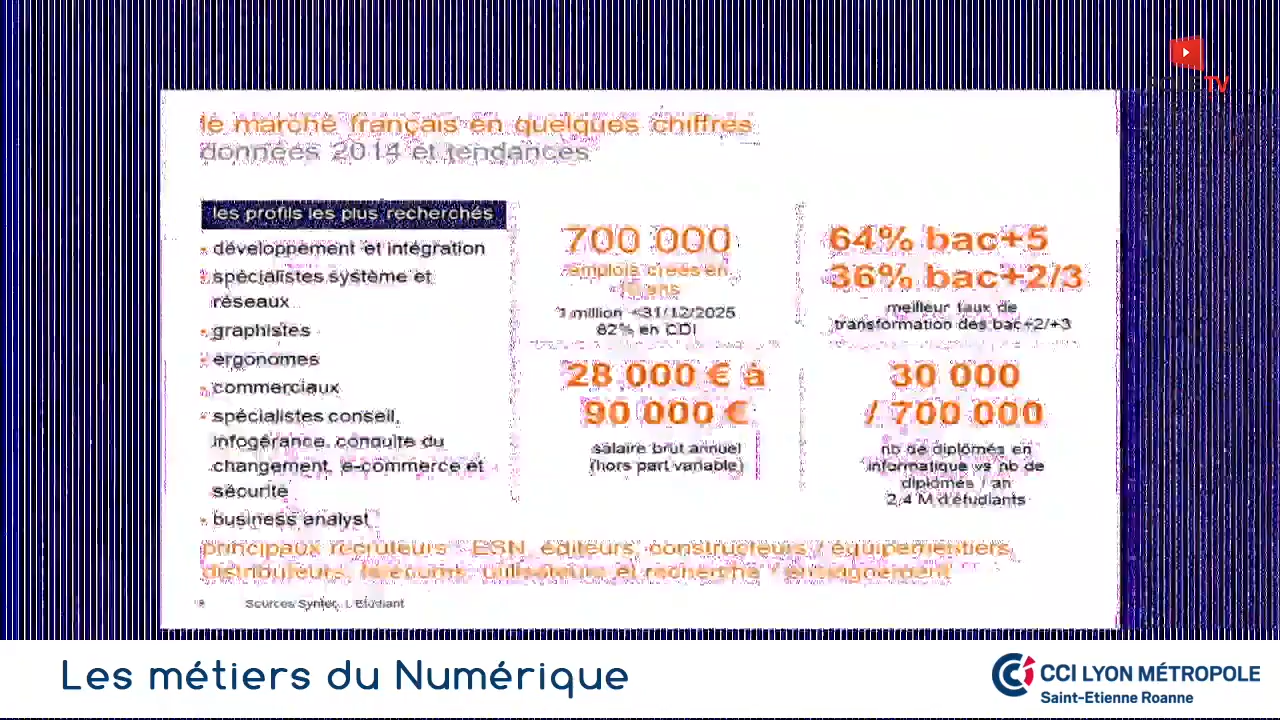 TV
le marché français en quelques chiffres
données 2014 et tendances
les profils les plus recherchés
développement et intégration
spécialistes système et
réseaux
graphistes
ergonomes
commerciaux
spécialistes conseil,
infogérance, conduite du
changement, e-commerce et
sécurité
business analyst
700 000
emplois créés en
ans
1 million <31/12/2025
82% en CDI
64% bac+5
36% bac+2/3
meilleur taux de
transformation des bac+2/+3
28 000 € à
90 000 €
salaire brut annuel
(hors part variable)
30 000
/ 700 000
nb de diplômés en
informatique vs nb de
diplômés / an
2,4 M d'étudiants
principaux recruteurs : ESN, éditeurs, constructeurs / équipementiers,
distributeurs, télécoms, utilisateurs et recherche / enseignement
Sources Syntec, L'Etudiant
Les métiers du Numérique
CCI LYON MÉTROPOLE
Saint-Etienne Roanne